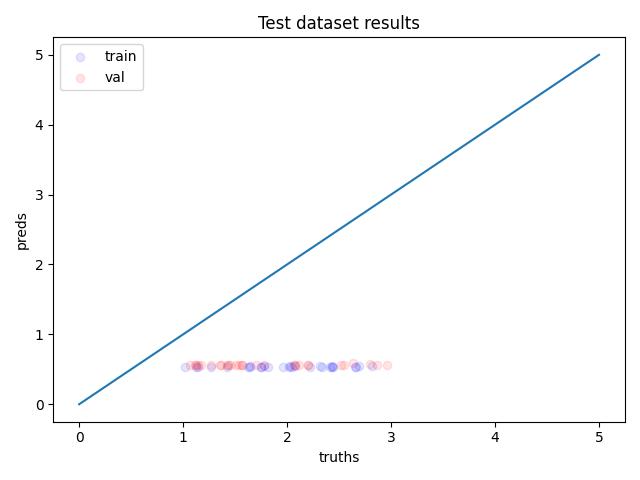 Test dataset results
train
val
5
4
3
2
1
0
preds
0 1 2 3 4 5
truths